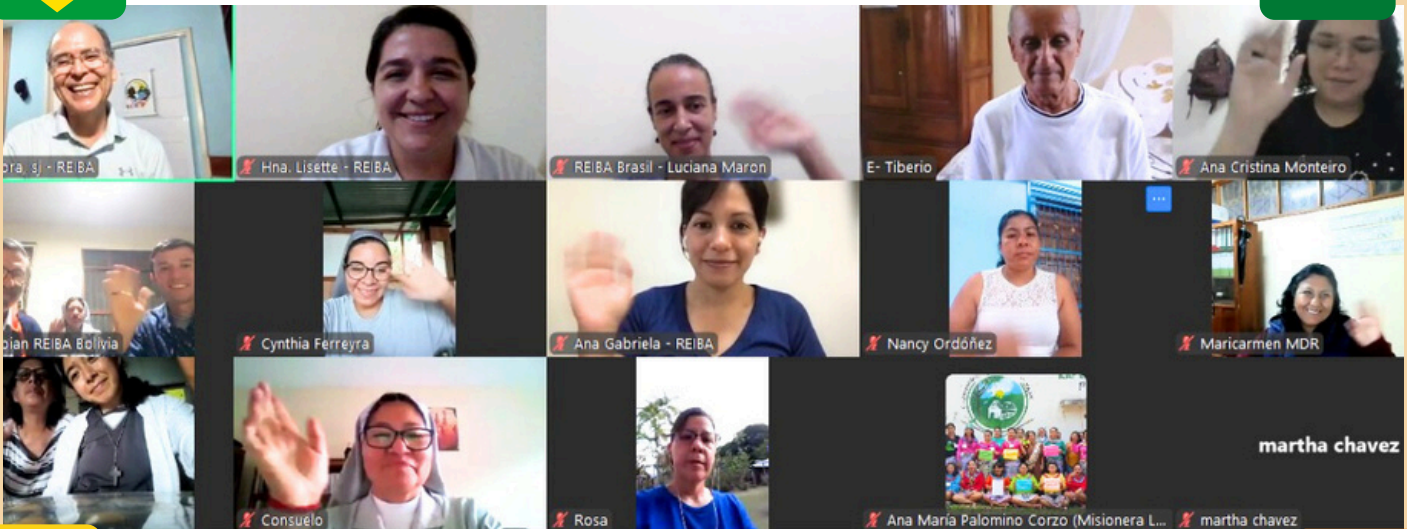 ora, sj - REIBA
Hna. Lisette - REIBA
REIBA Brasil - Luciana Maron
E- Tiberio
Ana Cristina Monteiro
bian REIBA Bolivia
Cynthia Ferreyra
Ana Gabriela - REIBA
Nancy Ordóñez
Maricarmen MDR
martha chavez
Consuelo
Rosa
Ana María Palomino Corzo (Misionera L...
martha chavez